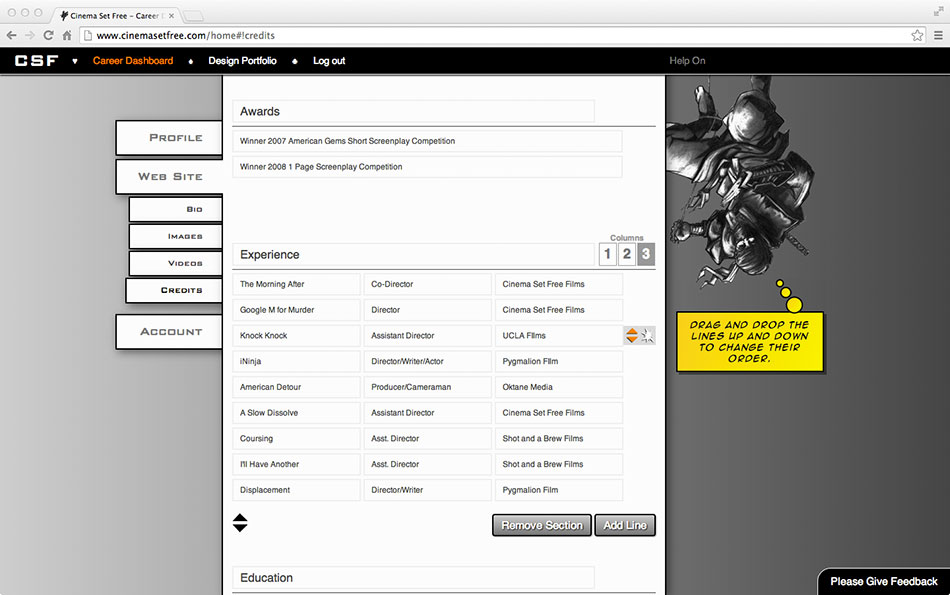 Cinema Set Free – Career D
www.cinemasetfree.com/home#!credits
CSF Career Dashboard Design Portfolio Log out Help On
PROFILE
WEB SITE
BIO
IMAGES
VIDEOS
CREDITS
ACCOUNT
Awards
Winner 2007 American Gems Short Screenplay Competition
Winner 2008 1 Page Screenplay Competition
Columns
Experience 1 2 3
The Morning After Co-Director Cinema Set Free Films
Google M for Murder Director Cinema Set Free Films
Knock Knock Assistant Director UCLA FIlms
iNinja Director/Writer/Actor Pygmalion FIlm
American Detour Producer/Cameraman Oktane Media
A Slow Dissolve Assistant Director Cinema Set Free Films
Coursing Asst. Director Shot and a Brew Films
I'll Have Another Asst. Director Shot and a Brew Films
Displacement Director/Writer Pygmalion Film
Remove Section Add Line
Education
DRAG AND DROP THE
LINES UP AND DOWN
TO CHANGE THEIR
ORDER.
Please Give Feedback